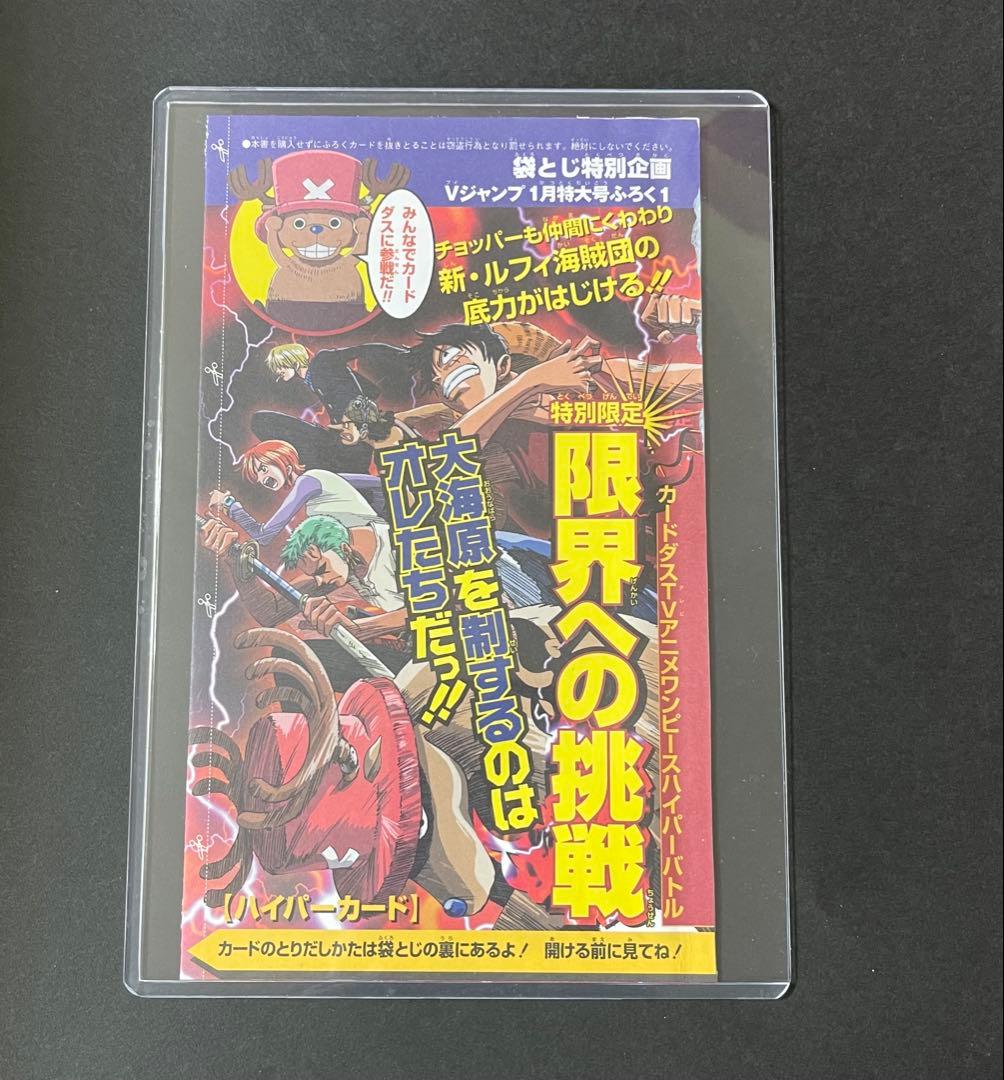 ●本書を購入せずにふろくカードを抜きとることは窃盗行為となり罰せられます。絶対にしないでください。
袋とじ特別企画
Vジャンプ1月特大号ふろく1
みんなでカード
ダスに参戦だ!!
チョッパーも仲間にくわわり
新・ルフィ海賊団の
底力がはじける!!
特別限定
限界への挑戦
カードダスTVアニメワンピースハイパーバトル
大海原を制するのは
オレたちだっ!!
【ハイパーカード】
カードのとりだしかたは袋とじの裏にあるよ! 開ける前に見てね!